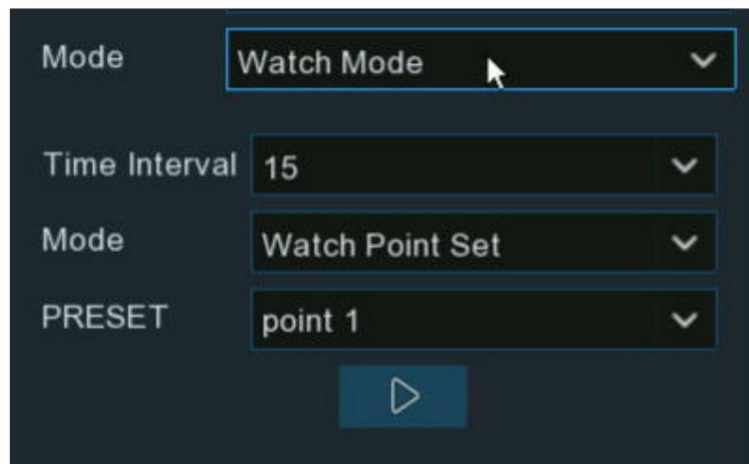 Mode Watch Mode
Time Interval 15
Mode Watch Point Set
PRESET point 1